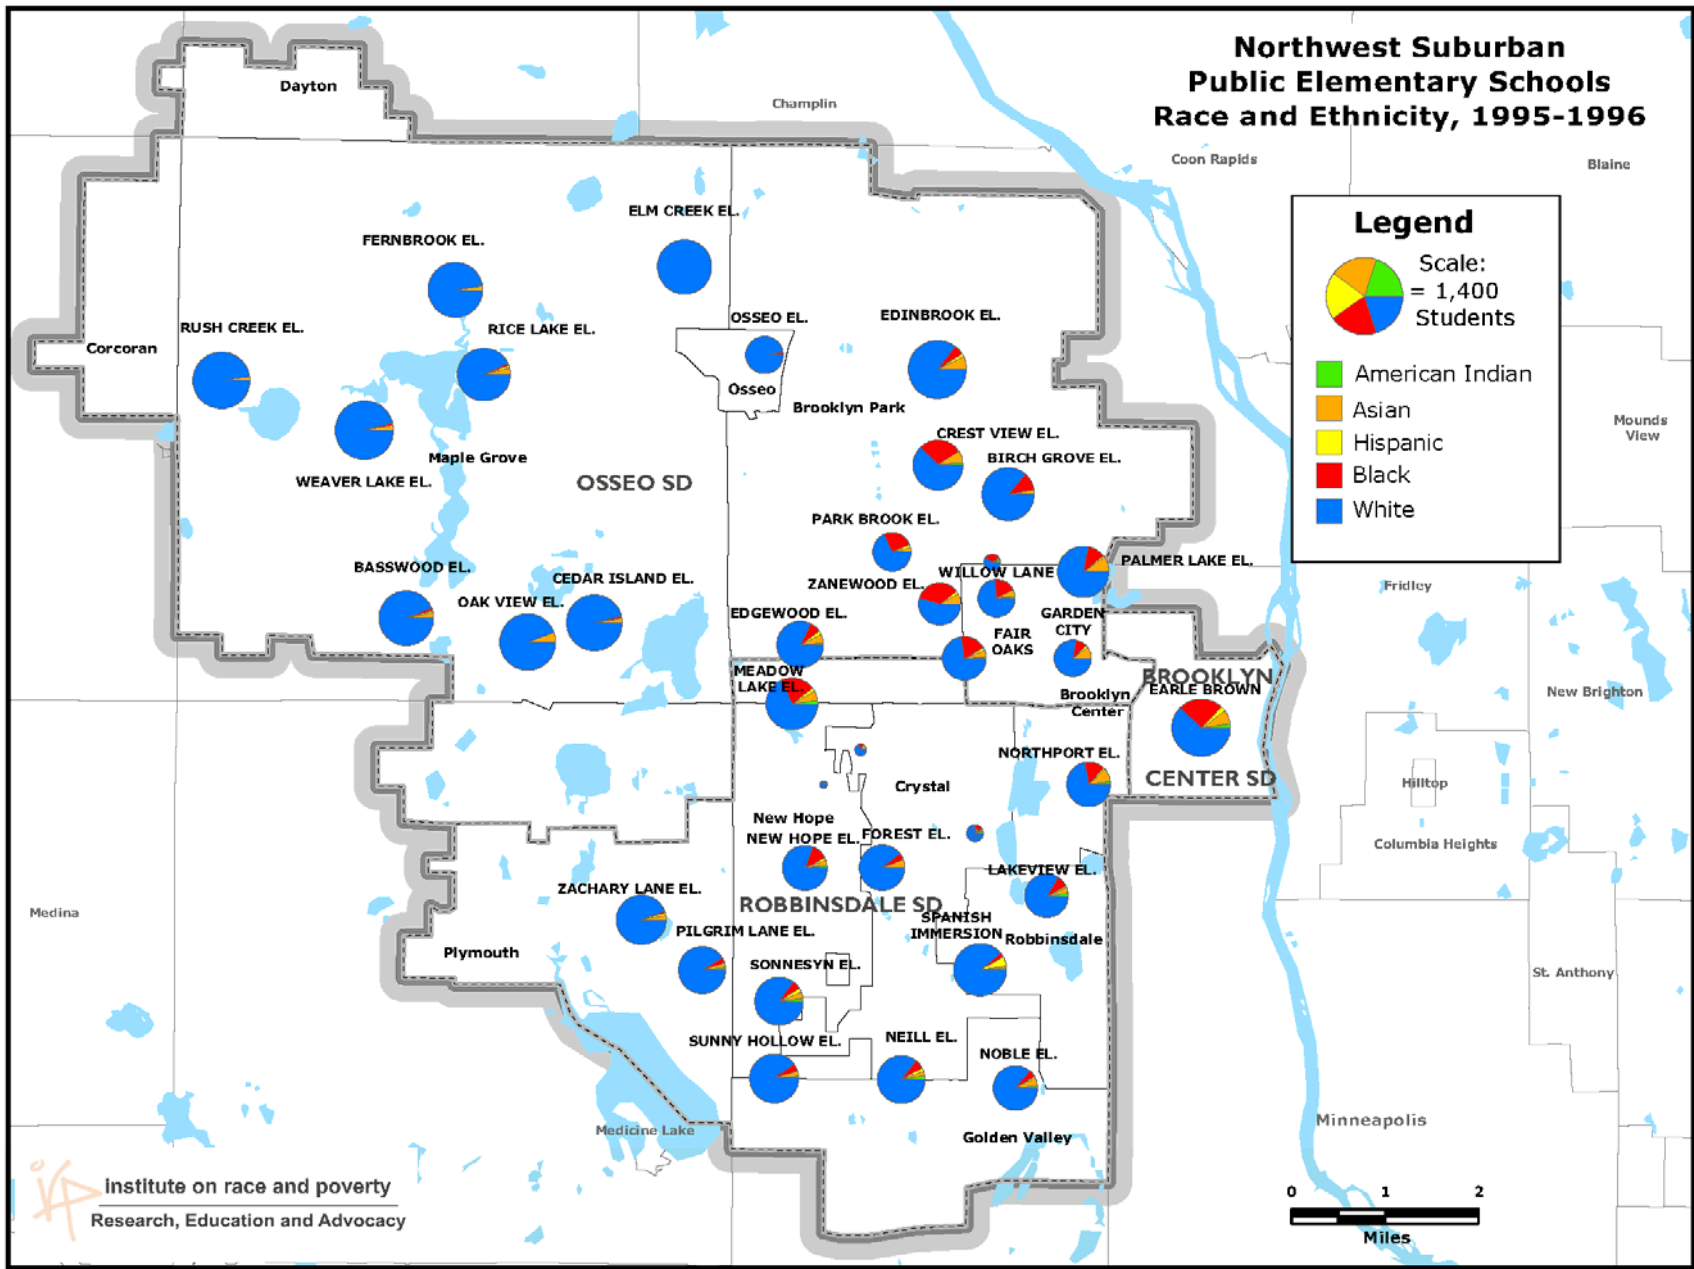 Northwest Suburban
Public Elementary Schools
Race and Ethnicity, 1995-1996
Dayton
Champlin
Coon Rapids
Blaine
Legend
Scale:
= 1,400
Students
American Indian
Asian
Hispanic
Black
White
ELM CREEK EL.
FERNBROOK EL.
RUSH CREEK EL.
RICE LAKE EL.
OSSEO EL.
EDINBROOK EL.
Corcoran
Osseo
Brooklyn Park
Mounds
View
CREST VIEW EL.
BIRCH GROVE EL.
Maple Grove
WEAVER LAKE EL.
OSSEO SD
PARK BROOK EL.
PALMER LAKE EL.
BASSWOOD EL.
CEDAR ISLAND EL.
WILLOW LANE
ZANEWOOD EL.
Fridley
OAK VIEW EL.
EDGEWOOD EL.
GARDEN
CITY
FAIR
OAKS
MEADOW
LAKE EL.
BROOKLYN
EARLE BROWN
New Brighton
Brooklyn
Center
NORTHPORT EL.
CENTER SD
Hilltop
Crystal
New Hope
NEW HOPE EL.
FOREST EL.
Columbia Heights
LAKEVIEW EL.
ZACHARY LANE EL.
ROBBINSDALE SD
Medina
SPANISH
IMMERSION
PILGRIM LANE EL.
Robbinsdale
Plymouth
SONNESYN EL.
St. Anthony
SUNNY HOLLOW EL.
NEILL EL.
NOBLE EL.
Medicine Lake
Golden Valley
Minneapolis
institute on race and poverty
Research, Education and Advocacy
0 1 2
Miles